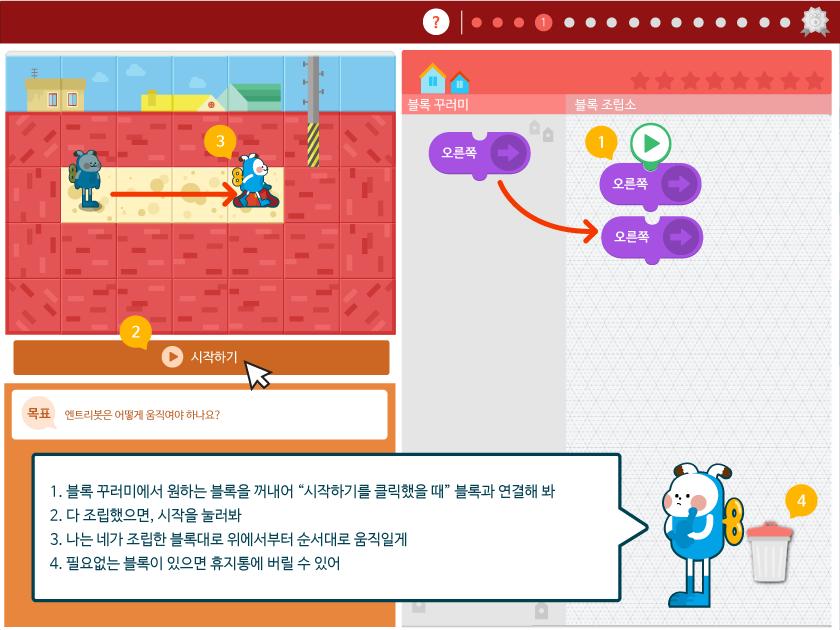 ?
1
블록 꾸러미
블록 조립소
오른쪽
1
오른쪽
오른쪽
3
2
시작하기
목표
엔트리봇은 어떻게 움직여야 하나요?
1. 블록 꾸러미에서 원하는 블록을 꺼내어 “시작하기를 클릭했을 때” 블록과 연결해 봐
2. 다 조립했으면, 시작을 눌러봐
3. 나는 네가 조립한 블록대로 위에서부터 순서대로 움직일게
4. 필요없는 블록이 있으면 휴지통에 버릴 수 있어
4